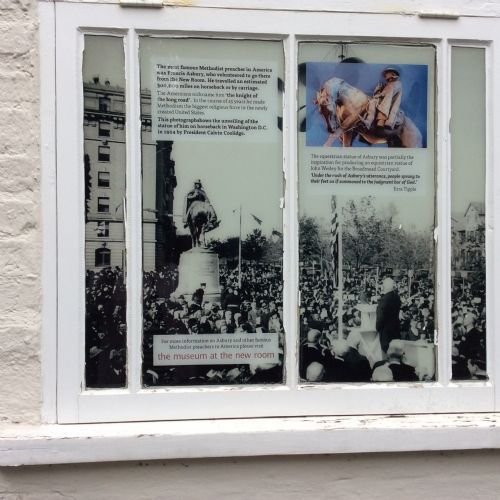 The most famous Methodist preacher in America
was Francis Asbury, who volunteered to go there
from the New Room. He travelled an estimated
300,000 miles on horseback or by carriage.
The Americans nickname him 'the knight of
the long road'. In the course of 45 years he made
Methodism the biggest religious force in the newly
created United States.
This photograph shows the unveiling of the
statue of him on horseback in Washington D.C.
in 1924 by President Calvin Coolidge.
For more information on Asbury and other famous
Methodist preachers in America please visit
the museum at the new room
The equestrian statue of Asbury was partially the
inspiration for producing an equestrian statue of
John Wesley for the Broadmead Courtyard.
'Under the rush of Asbury's utterance, people sprang to
their feet as if summoned to the judgment bar of God.'
Ezra Tipple